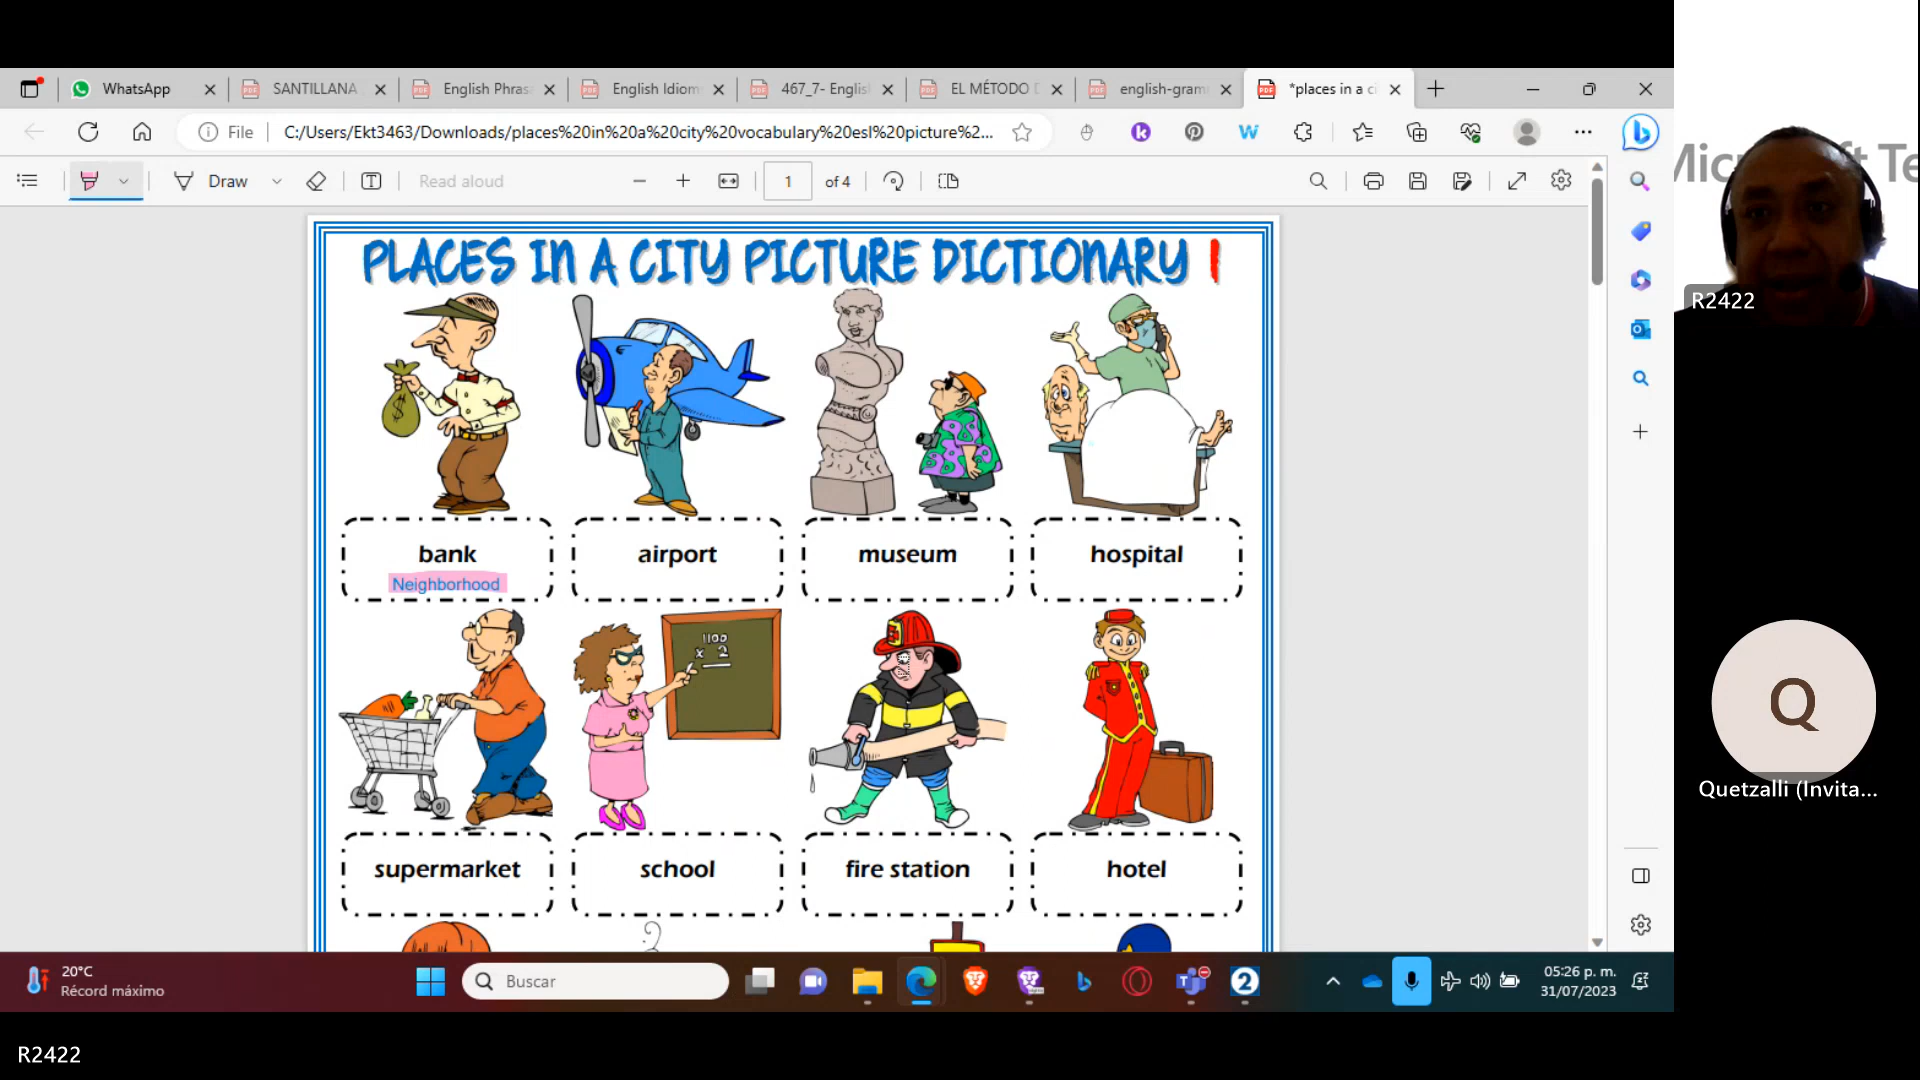 WhatsApp
SANTILLANA
English Phras
English Idiom
467_7- Englis
EL MÉTODO D
english-gram
*places in a ci
File
C:/Users/Ekt3463/Downloads/places%20in%20a%20city%20vocabulary%20esl%20picture%2...
Draw
Read aloud
1
of 4
PLACES IN A CITY PICTURE DICTIONARY 1
bank
airport
museum
hospital
Neighborhood
1100
x 2
supermarket
school
fire station
hotel
R2422
Q
Quetzalli (Invita...
20°C
Récord máximo
Buscar
05:26 p. m.
31/07/2023
R2422